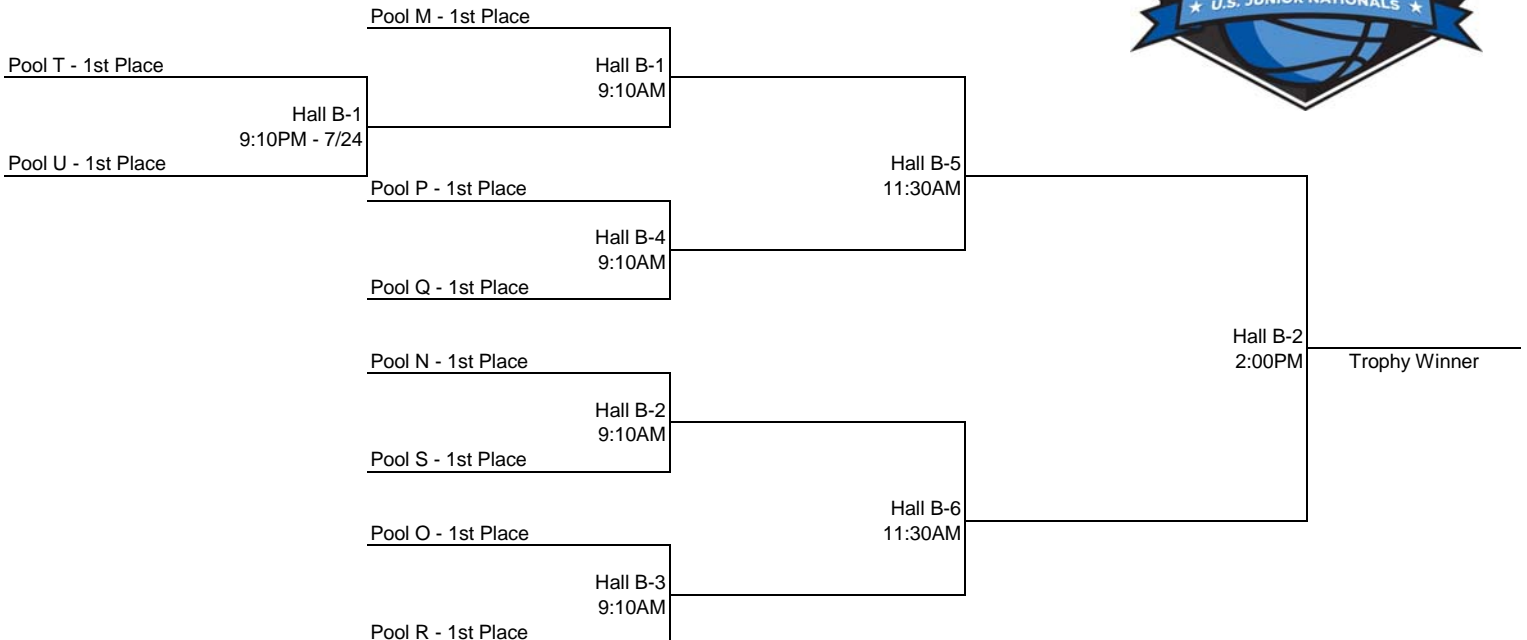 ★ U.S. JUNIOR NATIONALS ★
Pool M - 1st Place
Pool T - 1st Place
Hall B-1
9:10AM
Hall B-1
9:10PM - 7/24
Pool U - 1st Place
Hall B-5
11:30AM
Pool P - 1st Place
Hall B-4
9:10AM
Pool Q - 1st Place
Hall B-2
2:00PM
Trophy Winner
Pool N - 1st Place
Hall B-2
9:10AM
Pool S - 1st Place
Hall B-6
11:30AM
Pool O - 1st Place
Hall B-3
9:10AM
Pool R - 1st Place